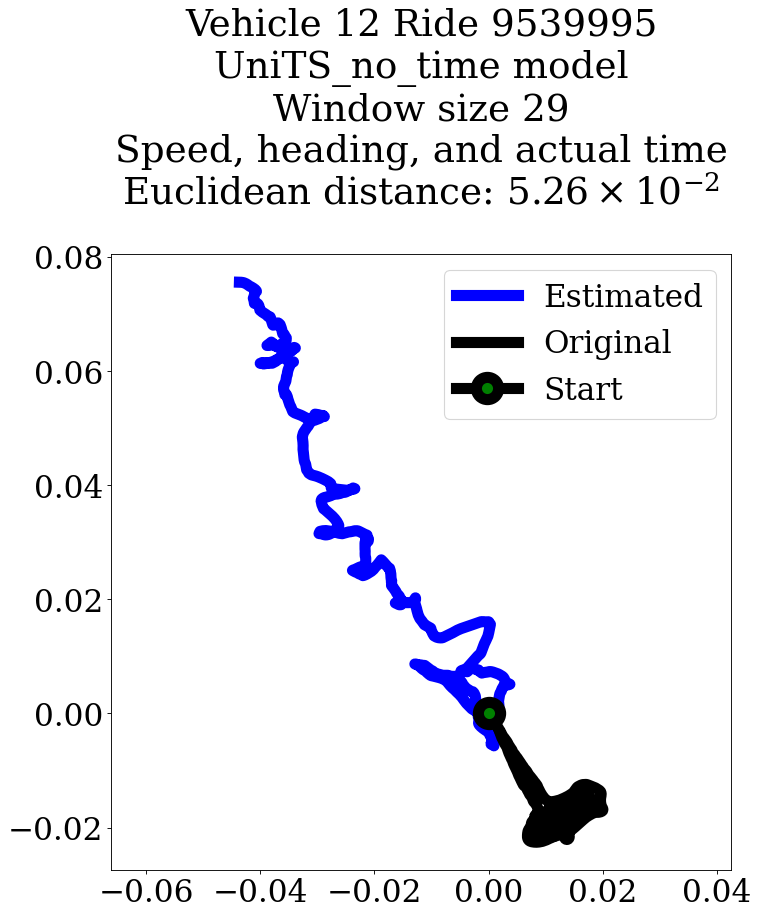 Vehicle 12 Ride 9539995
UniTS_no_time model
Window size 29
Speed, heading, and actual time
Euclidean distance: 5.26 × 10⁻²
0.08
0.06
0.04
0.02
0.00
−0.02
Estimated
Original
Start
−0.06 −0.04 −0.02 0.00 0.02 0.04